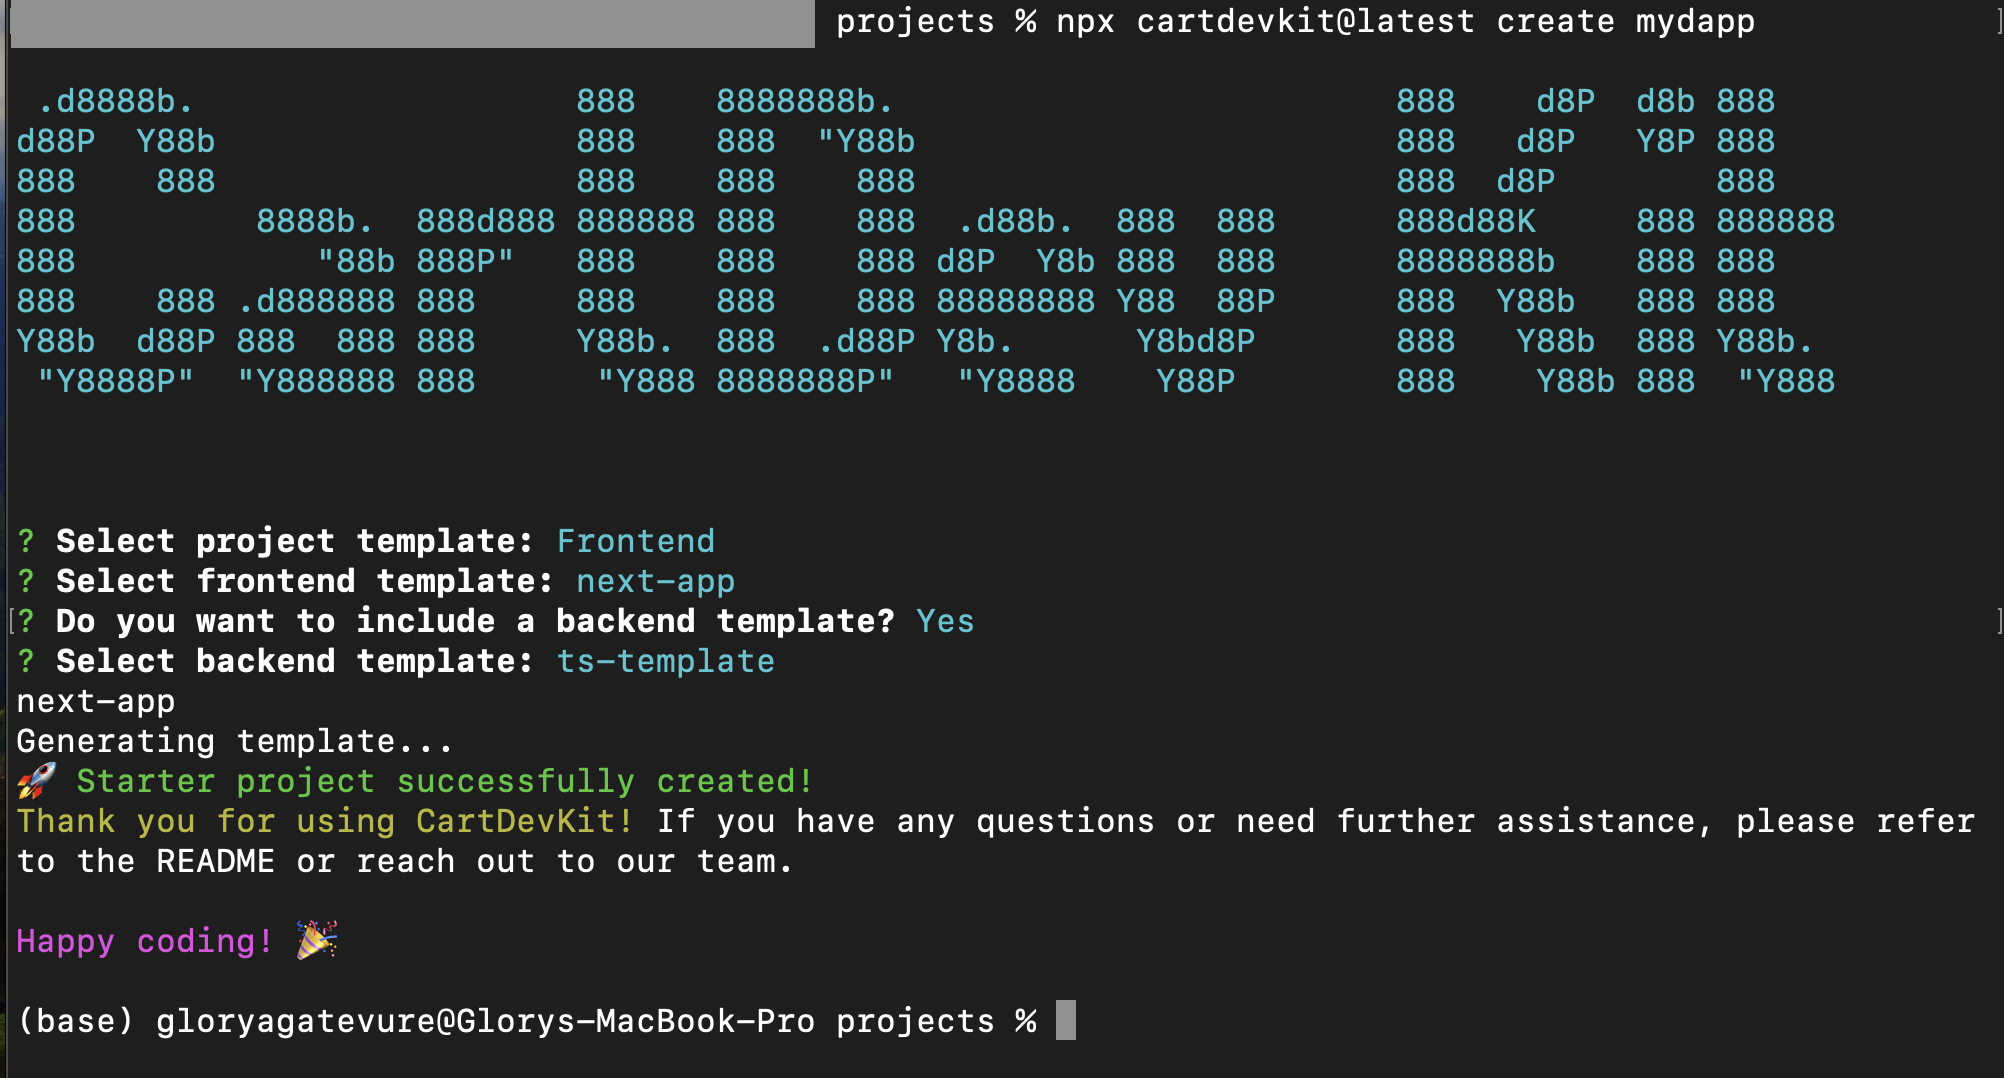 projects % npx cartdevkit@latest create mydapp
 .d8888b.                   888    8888888b.                         888    d8P  d8b 888
d88P  Y88b                  888    888  "Y88b                        888   d8P   Y8P 888
888    888                  888    888    888                        888  d8P        888
888         8888b.  888d888 888888 888    888  .d88b.  888  888      888d88K     888 888888
888            "88b 888P"   888    888    888 d8P  Y8b 888  888      8888888b    888 888
888    888 .d888888 888     888    888    888 88888888 Y88  88P      888  Y88b   888 888
Y88b  d88P 888  888 888     Y88b.  888  .d88P Y8b.      Y8bd8P       888   Y88b  888 Y88b.
 "Y8888P"  "Y888888 888      "Y888 8888888P"   "Y8888    Y88P        888    Y88b 888  "Y888
? Select project template: Frontend
? Select frontend template: next-app
? Do you want to include a backend template? Yes
? Select backend template: ts-template
next-app
Generating template...
🚀 Starter project successfully created!
Thank you for using CartDevKit! If you have any questions or need further assistance, please refer
to the README or reach out to our team.
Happy coding! 🎉
(base) gloryagatevure@Glorys-MacBook-Pro projects %